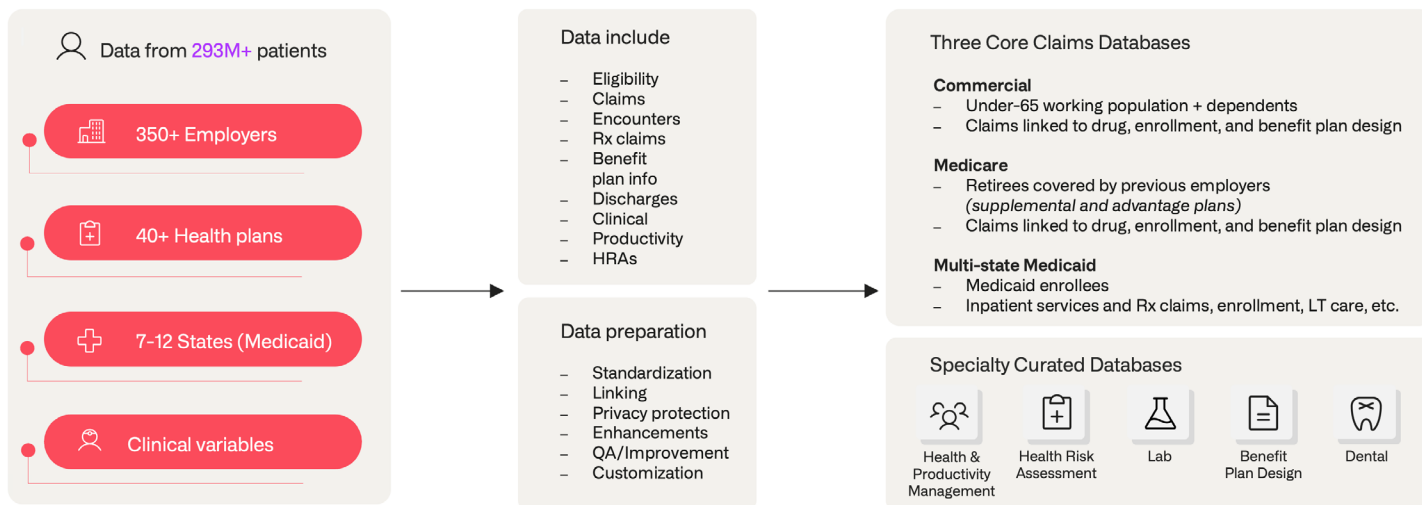 Data from 293M+ patients
350+ Employers
40+ Health plans
7-12 States (Medicaid)
Clinical variables
Data include
– Eligibility
– Claims
– Encounters
– Rx claims
– Benefit
plan info
– Discharges
– Clinical
– Productivity
– HRAs
Data preparation
– Standardization
– Linking
– Privacy protection
– Enhancements
– QA/Improvement
– Customization
Three Core Claims Databases
Commercial
– Under-65 working population + dependents
– Claims linked to drug, enrollment, and benefit plan design
Medicare
– Retirees covered by previous employers
(supplemental and advantage plans)
– Claims linked to drug, enrollment, and benefit plan design
Multi-state Medicaid
– Medicaid enrollees
– Inpatient services and Rx claims, enrollment, LT care, etc.
Specialty Curated Databases
Health &
Productivity
Management
Health Risk
Assessment
Lab
Benefit
Plan Design
Dental